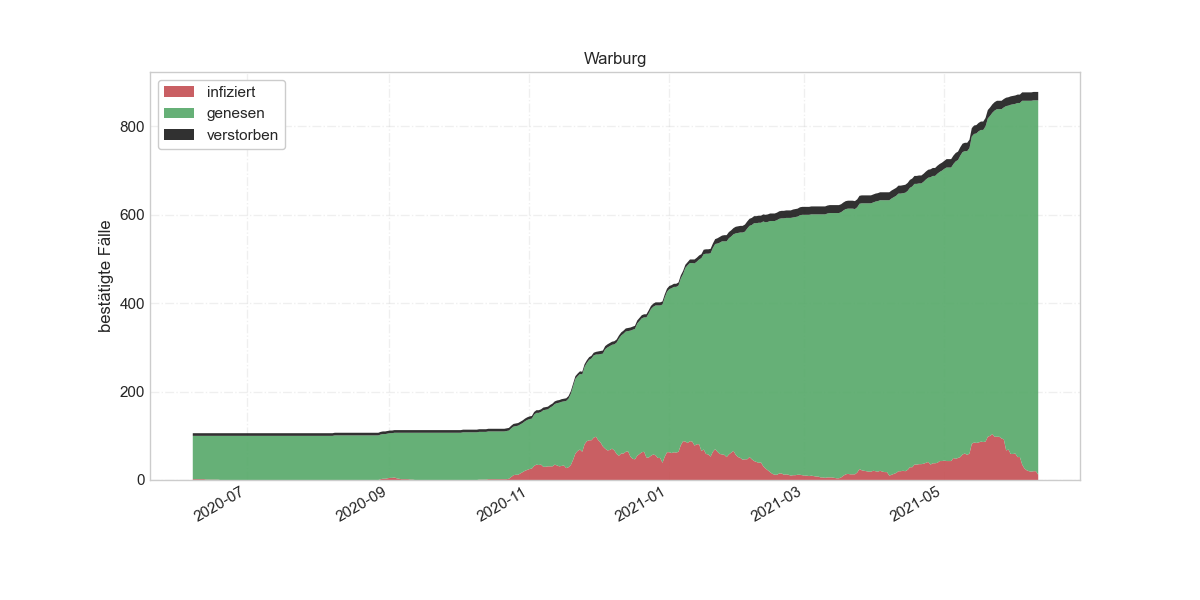 Warburg
infiziert
genesen
verstorben
bestätigte Fälle
800
600
400
200
0
2020-07
2020-09
2020-11
2021-01
2021-03
2021-05